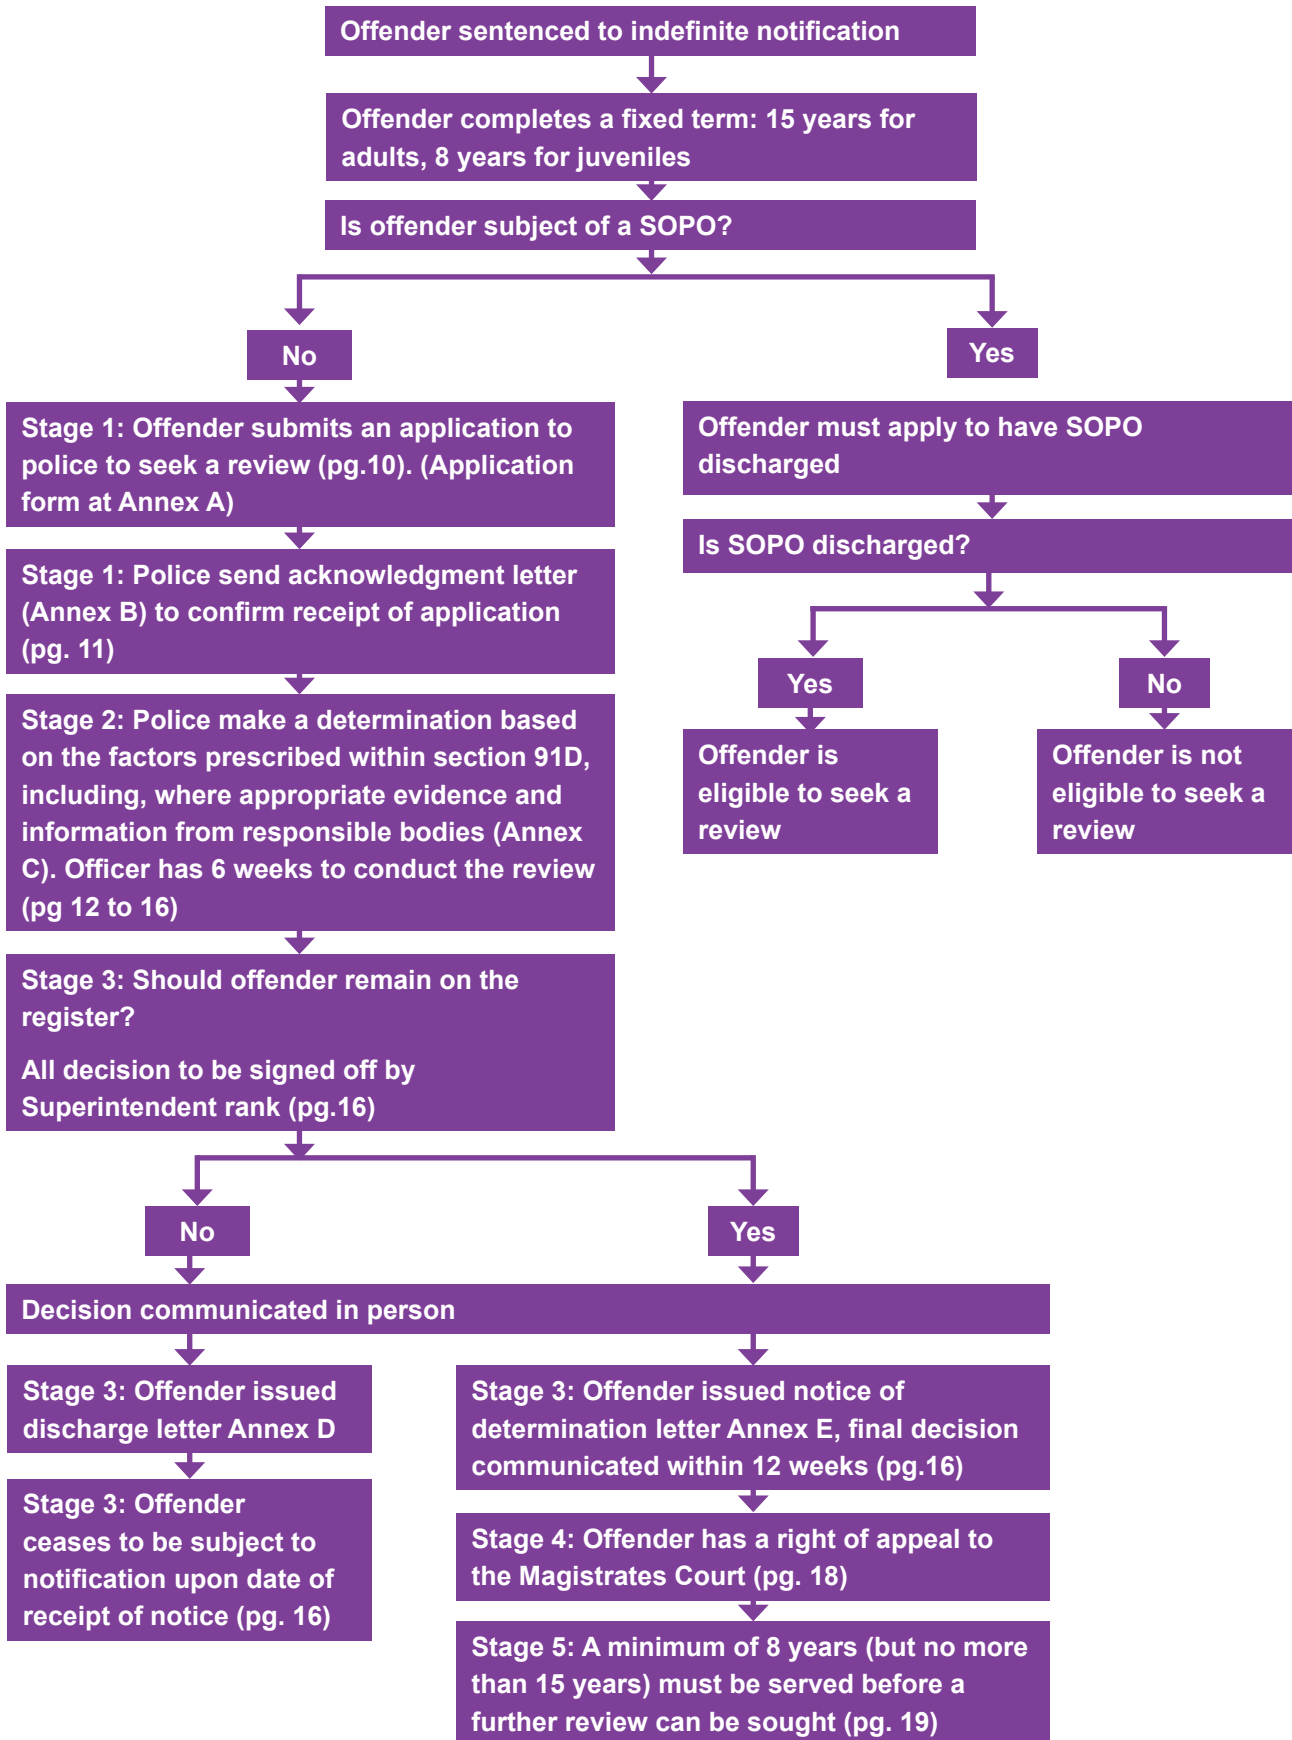 Offender sentenced to indefinite notification
Offender completes a fixed term: 15 years for
adults, 8 years for juveniles
Is offender subject of a SOPO?
No
Yes
Stage 1: Offender submits an application to
police to seek a review (pg.10). (Application
form at Annex A)
Stage 1: Police send acknowledgment letter
(Annex B) to confirm receipt of application
(pg. 11)
Stage 2: Police make a determination based
on the factors prescribed within section 91D,
including, where appropriate evidence and
information from responsible bodies (Annex
C). Officer has 6 weeks to conduct the review
(pg 12 to 16)
Offender must apply to have SOPO
discharged
Is SOPO discharged?
Yes
No
Offender is
eligible to seek a
review
Offender is not
eligible to seek a
review
Stage 3: Should offender remain on the
register?
All decision to be signed off by
Superintendent rank (pg.16)
No
Yes
Decision communicated in person
Stage 3: Offender issued
discharge letter Annex D
Stage 3: Offender
ceases to be subject to
notification upon date of
receipt of notice (pg. 16)
Stage 3: Offender issued notice of
determination letter Annex E, final decision
communicated within 12 weeks (pg.16)
Stage 4: Offender has a right of appeal to
the Magistrates Court (pg. 18)
Stage 5: A minimum of 8 years (but no more
than 15 years) must be served before a
further review can be sought (pg. 19)